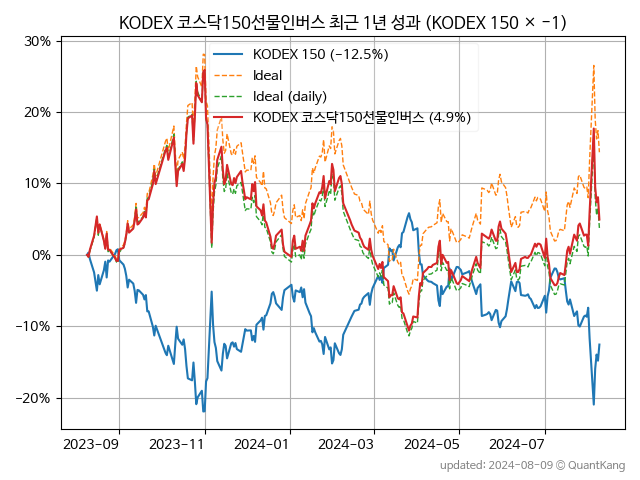 KODEX 코스닥150선물인버스 최근 1년 성과 (KODEX 150 × −1)
KODEX 150 (−12.5%)
Ideal
Ideal (daily)
KODEX 코스닥150선물인버스 (4.9%)
30%
20%
10%
0%
−10%
−20%
2023-09
2023-11
2024-01
2024-03
2024-05
2024-07
updated: 2024-08-09 © QuantKang